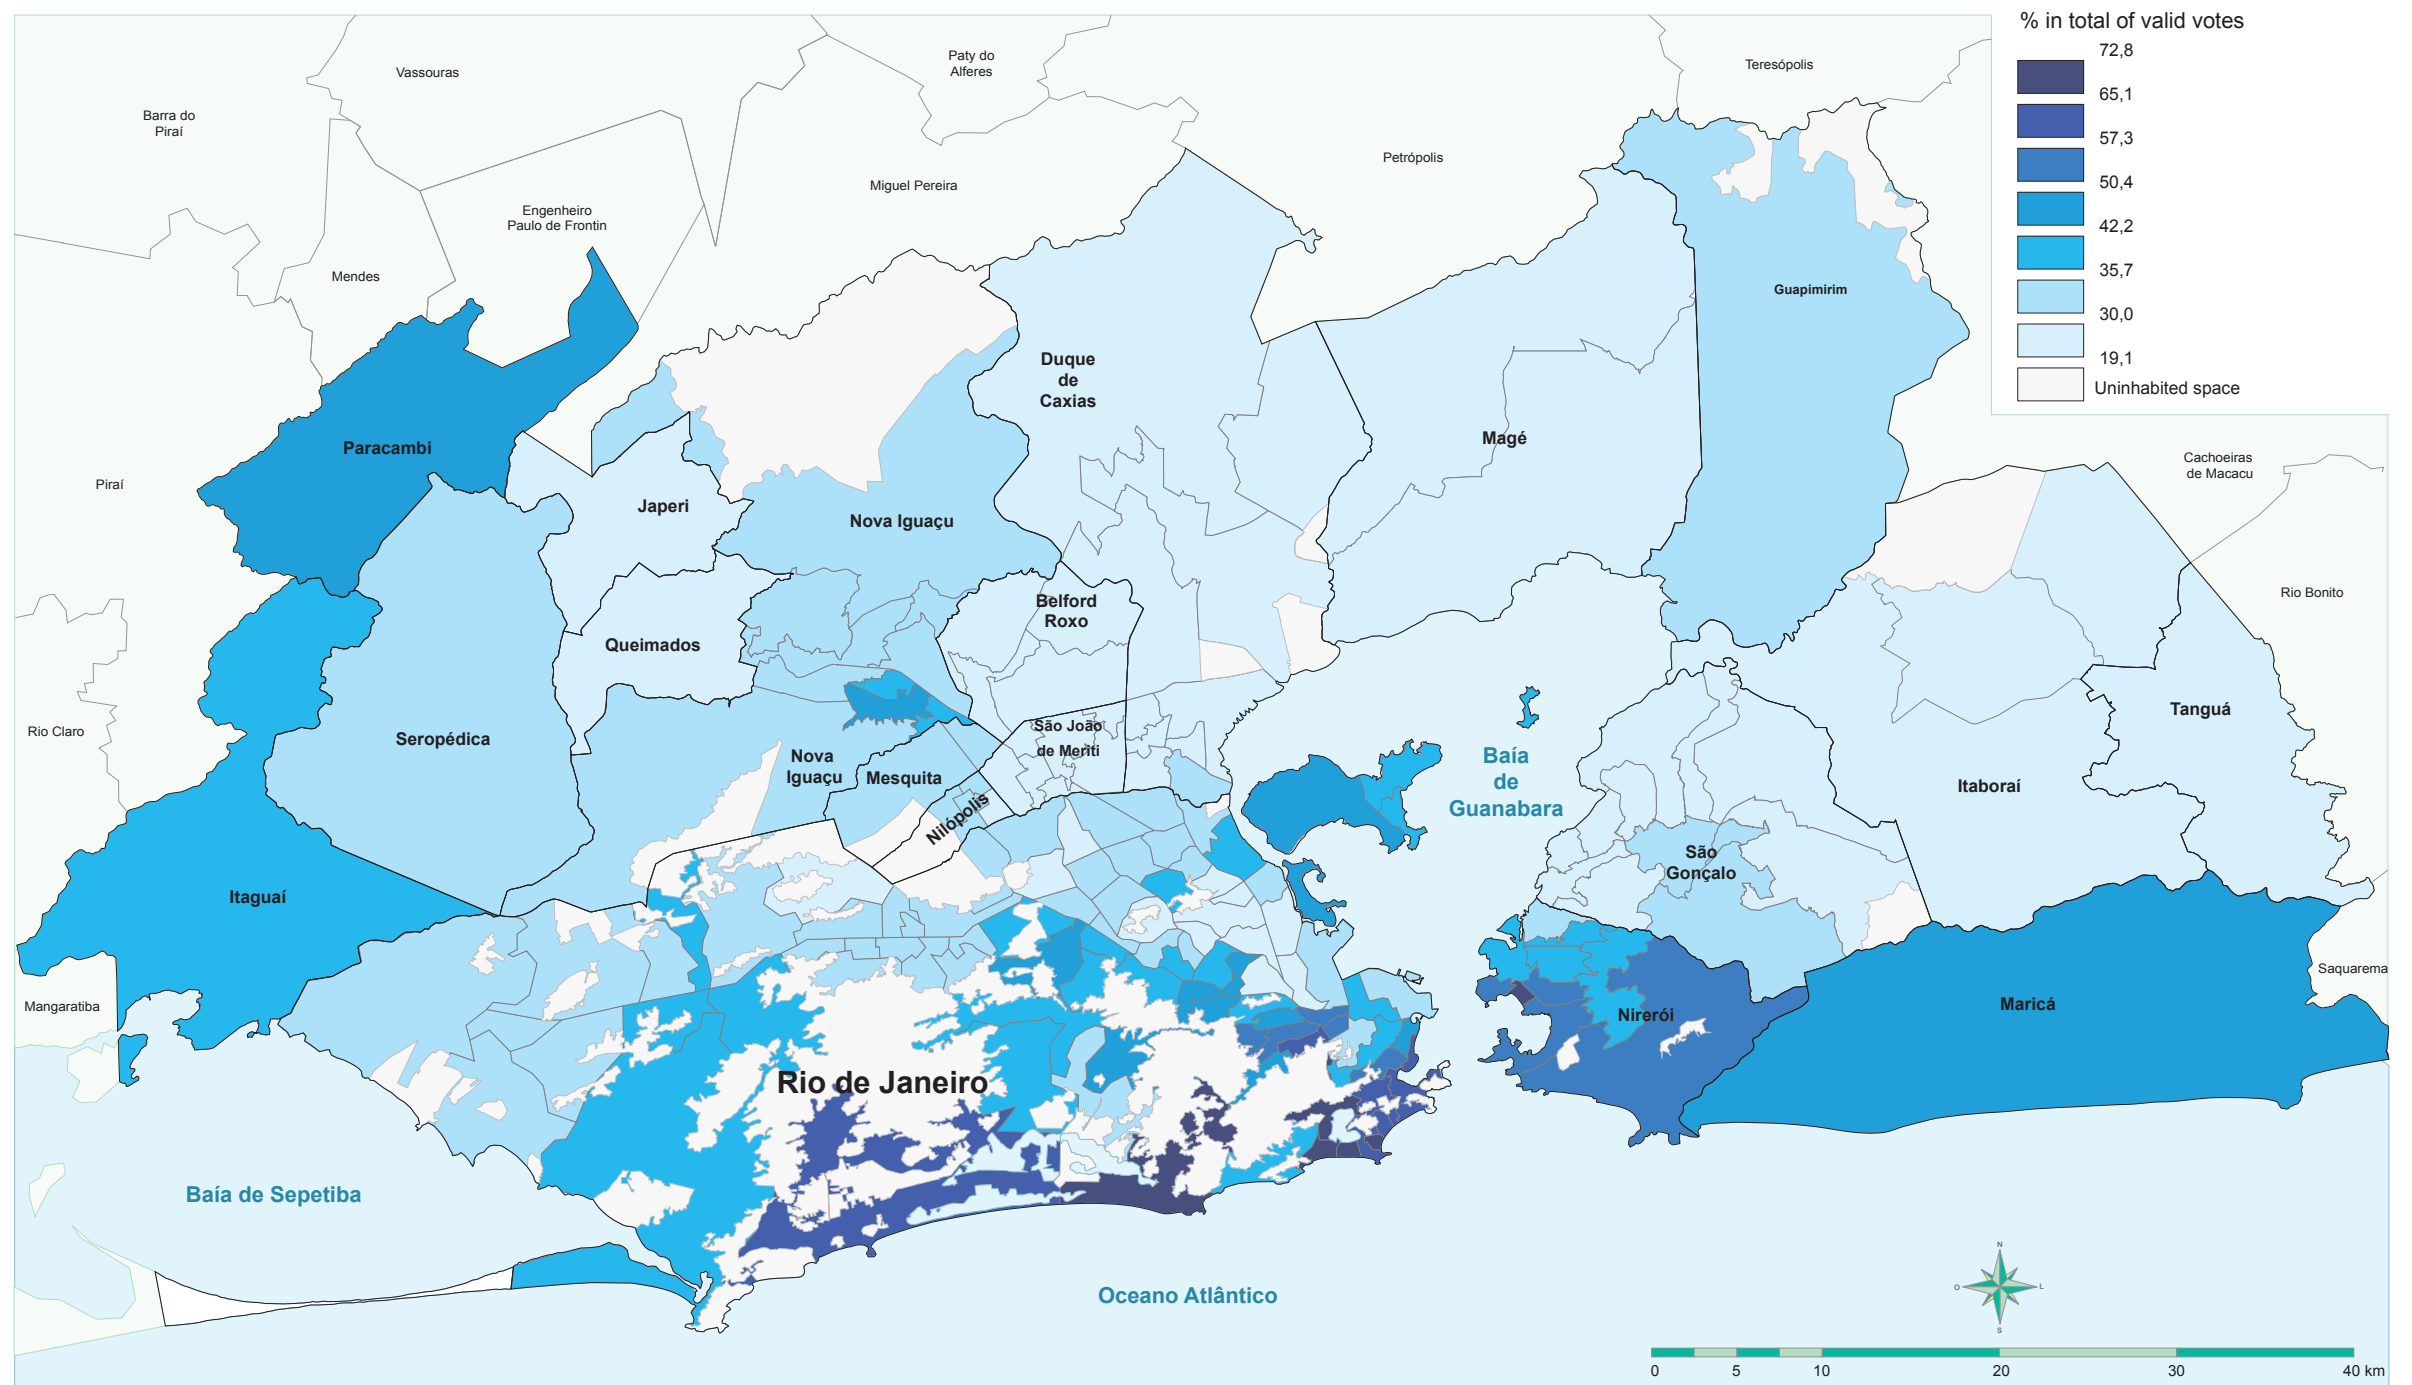 % in total of valid votes
72,8
65,1
57,3
50,4
42,2
35,7
30,0
19,1
Uninhabited space
Vassouras
Paty do
Alferes
Teresópolis
Barra do
Piraí
Petrópolis
Miguel Pereira
Engenheiro
Paulo de Frontin
Mendes
Guapimirim
Duque
de
Caxias
Paracambi
Magé
Cachoeiras
de Macacu
Piraí
Japeri
Nova Iguaçu
Rio Bonito
Belford
Roxo
Queimados
Tanguá
Rio Claro
Seropédica
São João
de Meriti
Nova
Iguaçu
Mesquita
Baía
de
Guanabara
Itaboraí
Nilópolis
São
Gonçalo
Itaguaí
Saquarema
Mangaratiba
Maricá
Nirerói
Rio de Janeiro
Baía de Sepetiba
Oceano Atlântico
N
O
L
S
0 5 10 20 30 40 km